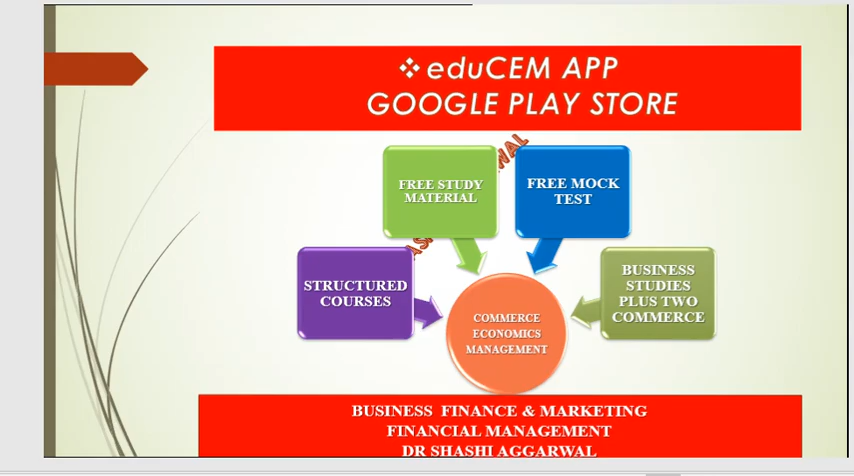 ❖ eduCEM APP
GOOGLE PLAY STORE
FREE STUDY
MATERIAL
FREE MOCK
TEST
STRUCTURED
COURSES
BUSINESS
STUDIES
PLUS TWO
COMMERCE
COMMERCE
ECONOMICS
MANAGEMENT
BUSINESS FINANCE & MARKETING
FINANCIAL MANAGEMENT
DR SHASHI AGGARWAL